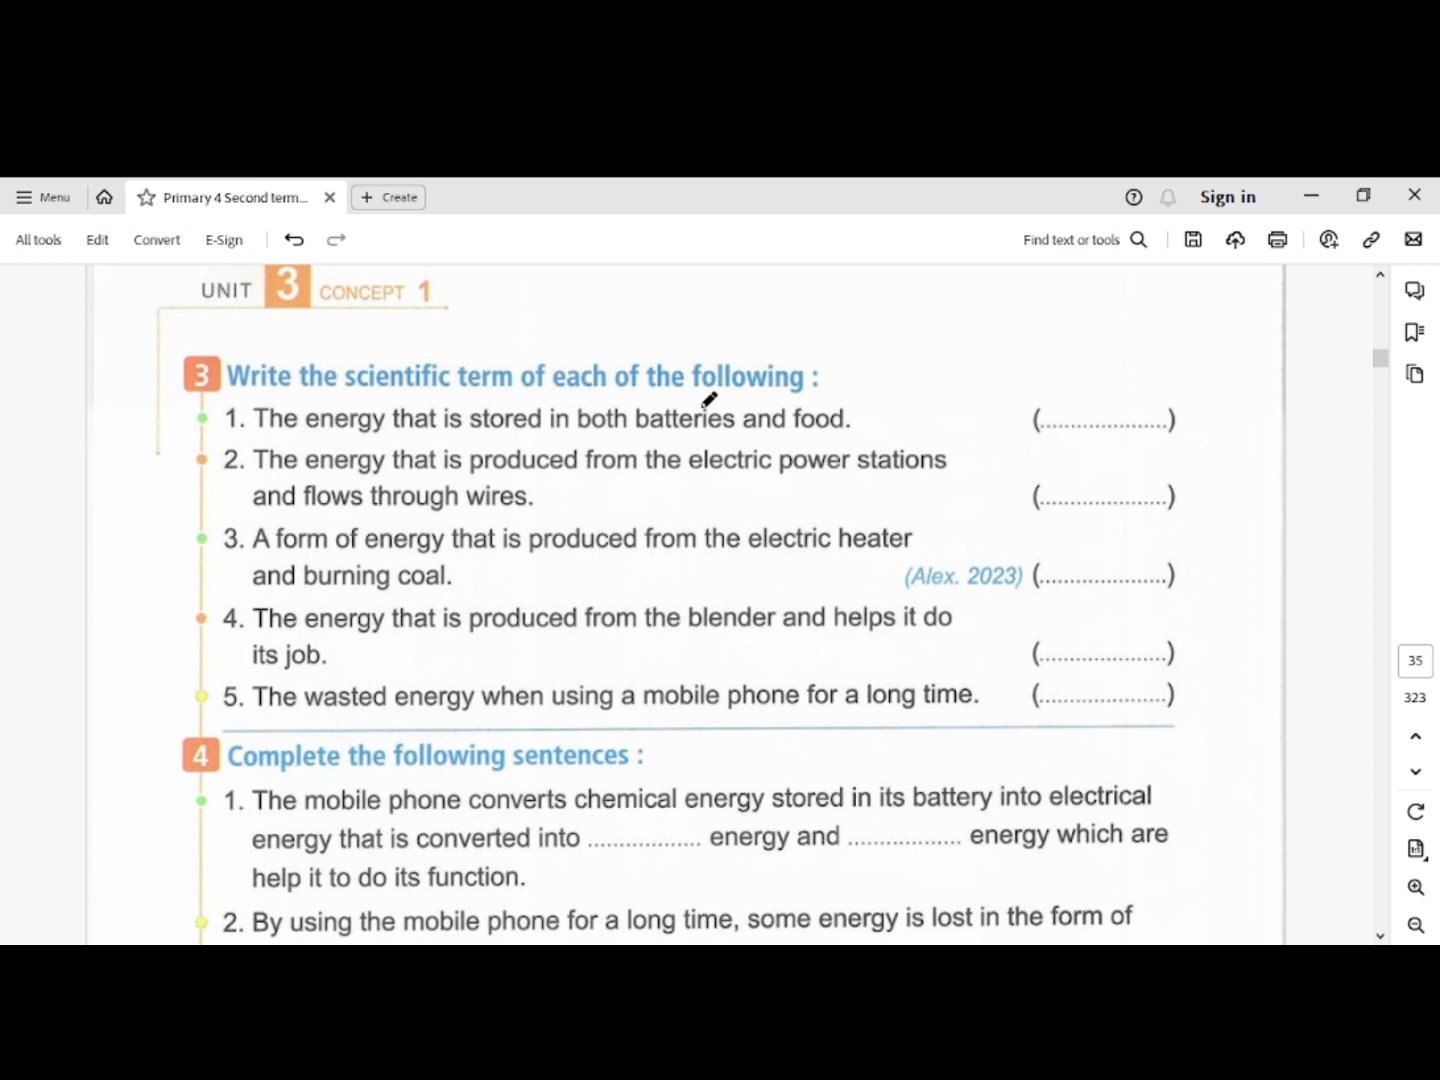 Menu
Primary 4 Second term...
Create
Sign in
All tools Edit Convert E-Sign
Find text or tools
UNIT 3 CONCEPT 1
3 Write the scientific term of each of the following :
1. The energy that is stored in both batteries and food. (.....................)
2. The energy that is produced from the electric power stations
and flows through wires. (.....................)
3. A form of energy that is produced from the electric heater
and burning coal. (Alex. 2023) (.....................)
4. The energy that is produced from the blender and helps it do
its job. (.....................)
5. The wasted energy when using a mobile phone for a long time. (.....................)
4 Complete the following sentences :
1. The mobile phone converts chemical energy stored in its battery into electrical
energy that is converted into .................. energy and .................. energy which are
help it to do its function.
2. By using the mobile phone for a long time, some energy is lost in the form of
35
323